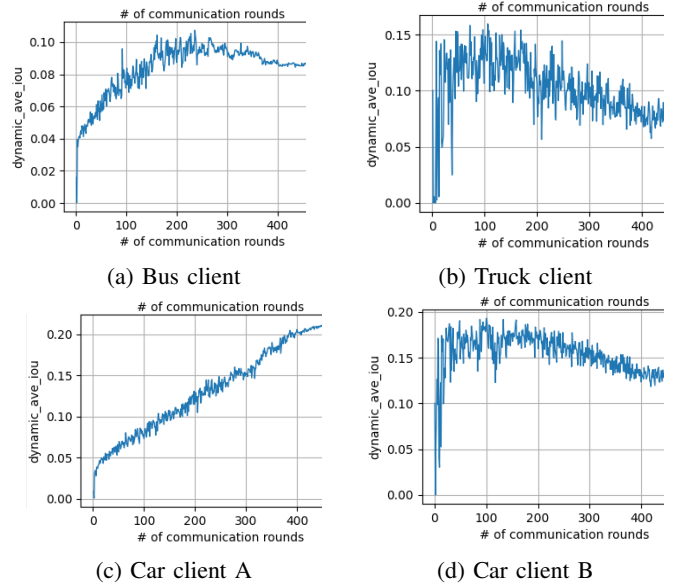 # of communication rounds
dynamic_ave_iou
0.10
0.08
0.06
0.04
0.02
0.00
0 100 200 300 400
# of communication rounds
(a) Bus client
# of communication rounds
dynamic_ave_iou
0.15
0.10
0.05
0.00
0 100 200 300 400
# of communication rounds
(b) Truck client
# of communication rounds
dynamic_ave_iou
0.20
0.15
0.10
0.05
0.00
0 100 200 300 400
# of communication rounds
(c) Car client A
# of communication rounds
dynamic_ave_iou
0.20
0.15
0.10
0.05
0.00
0 100 200 300 400
# of communication rounds
(d) Car client B